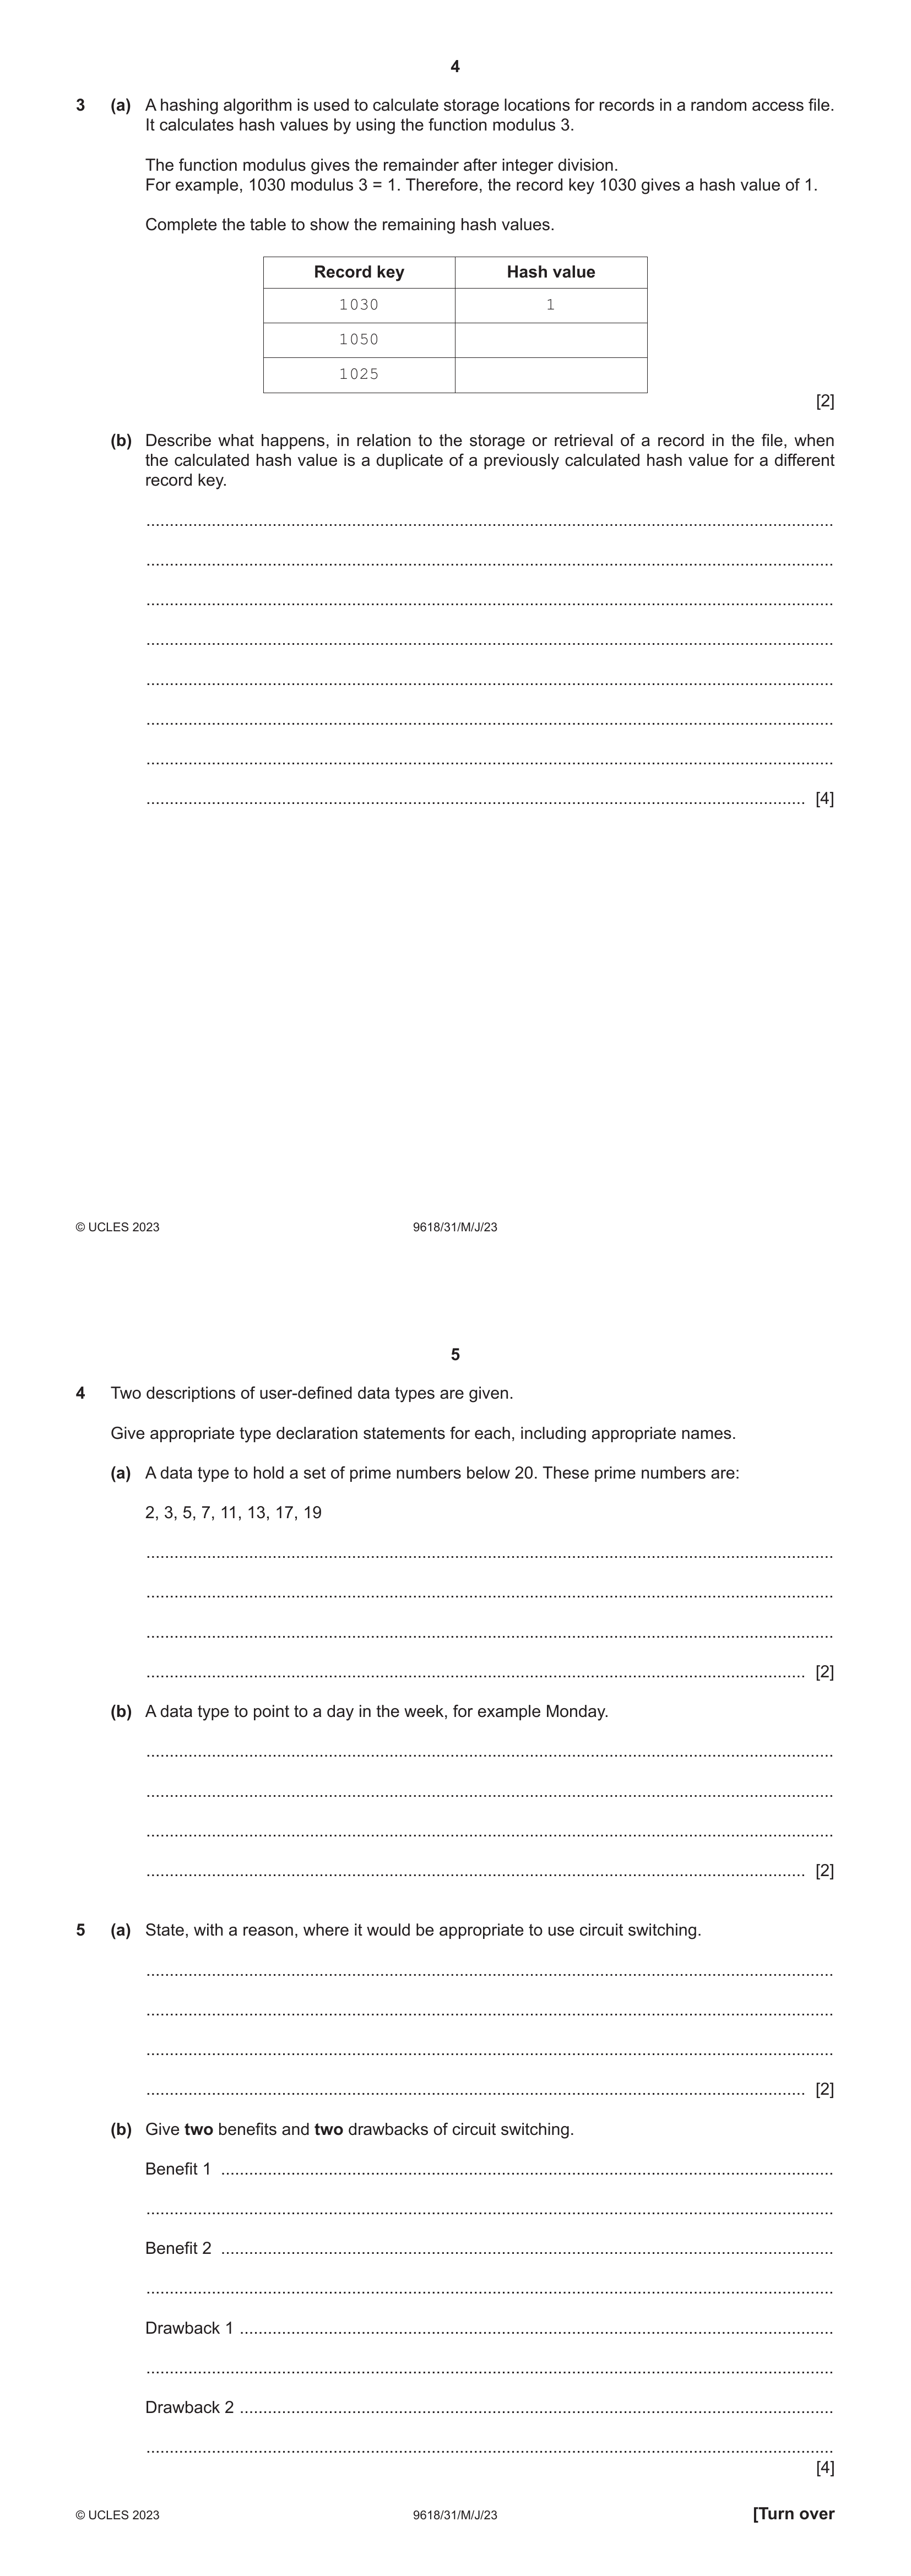 4
3 (a) A hashing algorithm is used to calculate storage locations for records in a random access file.
It calculates hash values by using the function modulus 3.
The function modulus gives the remainder after integer division.
For example, 1030 modulus 3 = 1. Therefore, the record key 1030 gives a hash value of 1.
Complete the table to show the remaining hash values.
Record key Hash value
1030 1
1050
1025
[2]
(b) Describe what happens, in relation to the storage or retrieval of a record in the file, when
the calculated hash value is a duplicate of a previously calculated hash value for a different
record key.
[4]
© UCLES 2023 9618/31/M/J/23
5
4 Two descriptions of user-defined data types are given.
Give appropriate type declaration statements for each, including appropriate names.
(a) A data type to hold a set of prime numbers below 20. These prime numbers are:
2, 3, 5, 7, 11, 13, 17, 19
[2]
(b) A data type to point to a day in the week, for example Monday.
[2]
5 (a) State, with a reason, where it would be appropriate to use circuit switching.
[2]
(b) Give two benefits and two drawbacks of circuit switching.
Benefit 1
Benefit 2
Drawback 1
Drawback 2
[4]
© UCLES 2023 9618/31/M/J/23 [Turn over